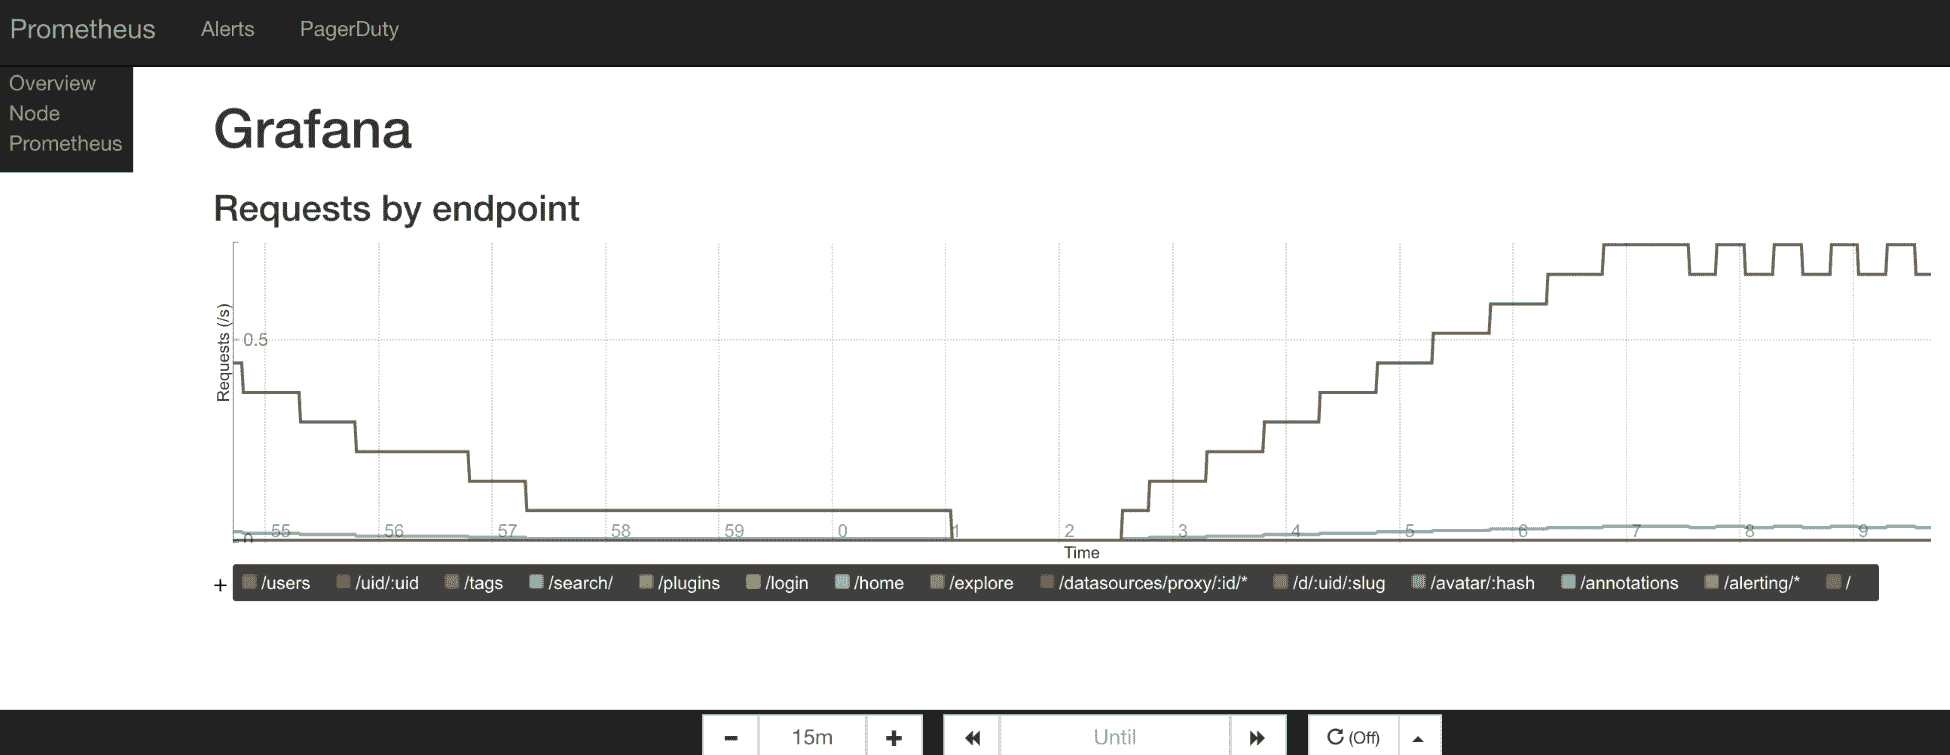 Prometheus Alerts PagerDuty
Overview
Node
Prometheus
Grafana
Requests by endpoint
Requests (/s)
0.5
0
55 56 57 58 59 0 1 2 3 4 5 6 7 8 9
Time
+ /users /uid/:uid /tags /search/ /plugins /login /home /explore /datasources/proxy/:id/* /d/:uid/:slug /avatar/:hash /annotations /alerting/* /
- 15m + Until (Off)